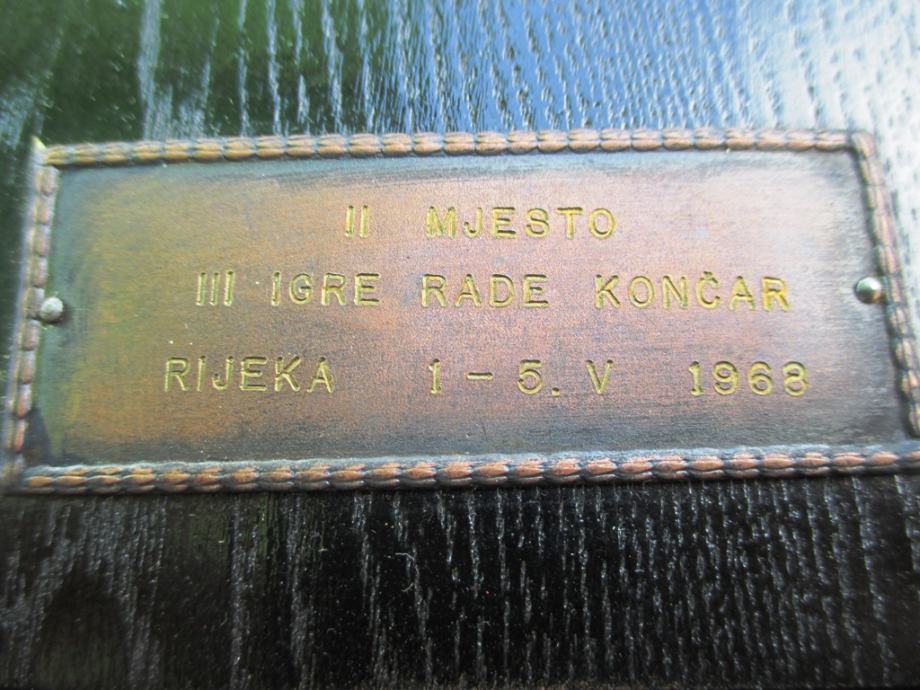 II MJESTO
III IGRE RADE KONČAR
RIJEKA 1-5. V 1968